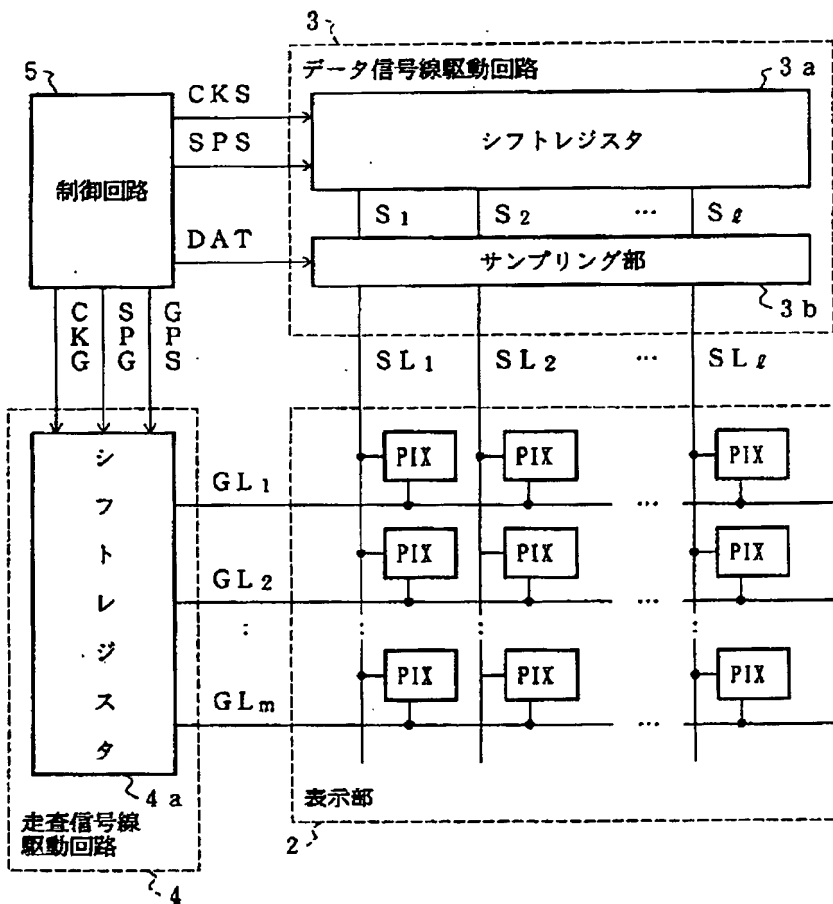 3
データ信号線駆動回路
3a
シフトレジスタ
5
制御回路
CKS
SPS
DAT
S1 S2 … Sℓ
サンプリング部
3b
CKG
SPG
GPS
SL1 SL2 … SLℓ
シフトレジスタ
4a
走査信号線
駆動回路
4
GL1
PIX PIX PIX
…
GL2
PIX PIX PIX
…
:
: : :
GLm
PIX PIX PIX
…
表示部
2